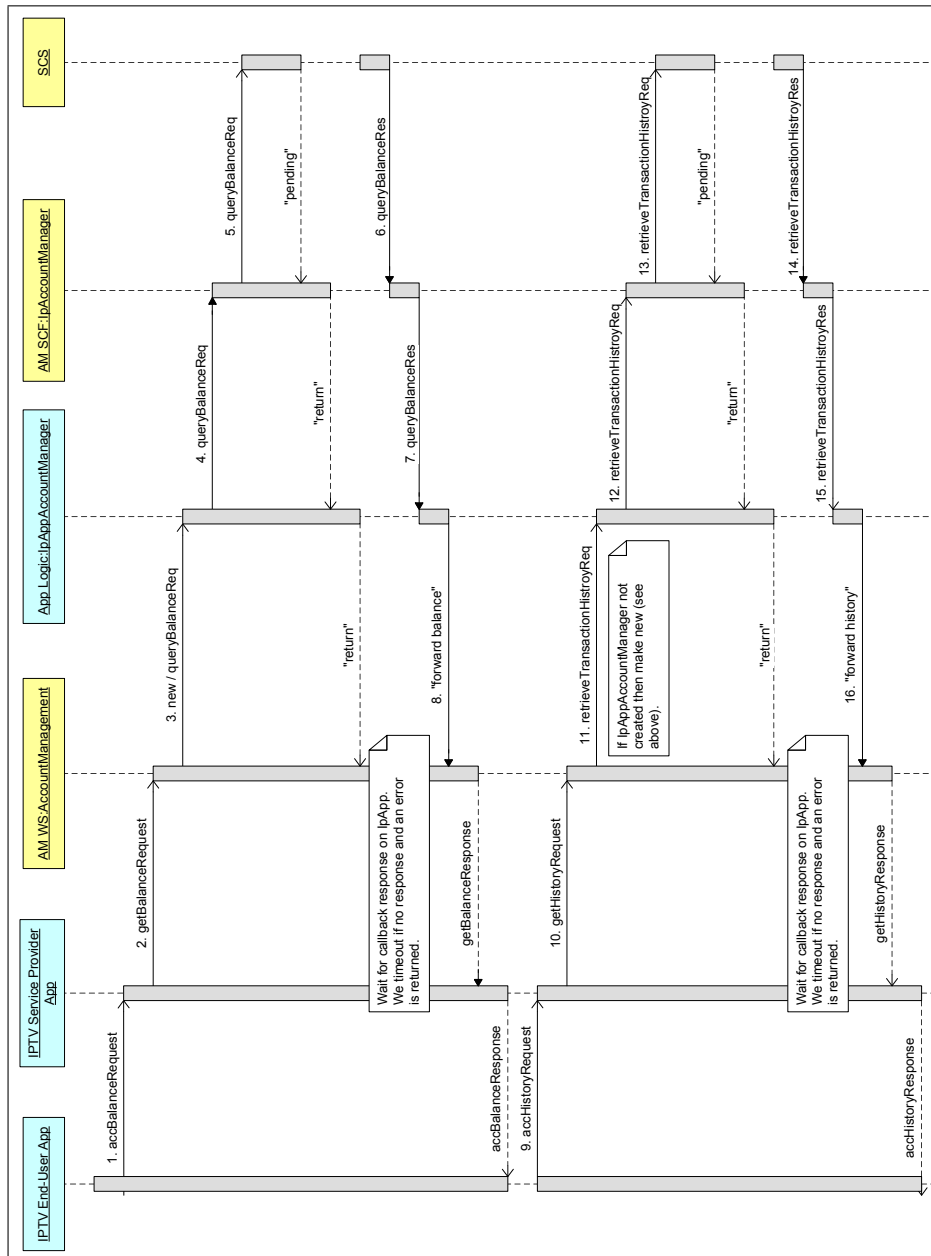 IPTV End-User App
IPTV Service Provider
App
AM WS:AccountManagement
App Logic:IpAppAccountManager
AM SCF:IpAccountManager
SCS
1. accBalanceRequest
2. getBalanceRequest
3. new / queryBalanceReq
4. queryBalanceReq
5. queryBalanceReq
"pending"
"return"
"return"
6. queryBalanceRes
7. queryBalanceRes
8. "forward balance"
Wait for callback response on IpApp.
We timeout if no response and an error
is returned.
getBalanceResponse
accBalanceResponse
9. accHistoryRequest
10. getHistoryRequest
11. retrieveTransactionHistroyReq
If IpAppAccountManager not
created then make new (see
above).
12. retrieveTransactionHistroyReq
13. retrieveTransactionHistroyReq
"pending"
"return"
"return"
14. retrieveTransactionHistroyRes
15. retrieveTransactionHistroyRes
16. "forward history"
Wait for callback response on IpApp.
We timeout if no response and an error
is returned.
getHistoryResponse
accHistoryResponse